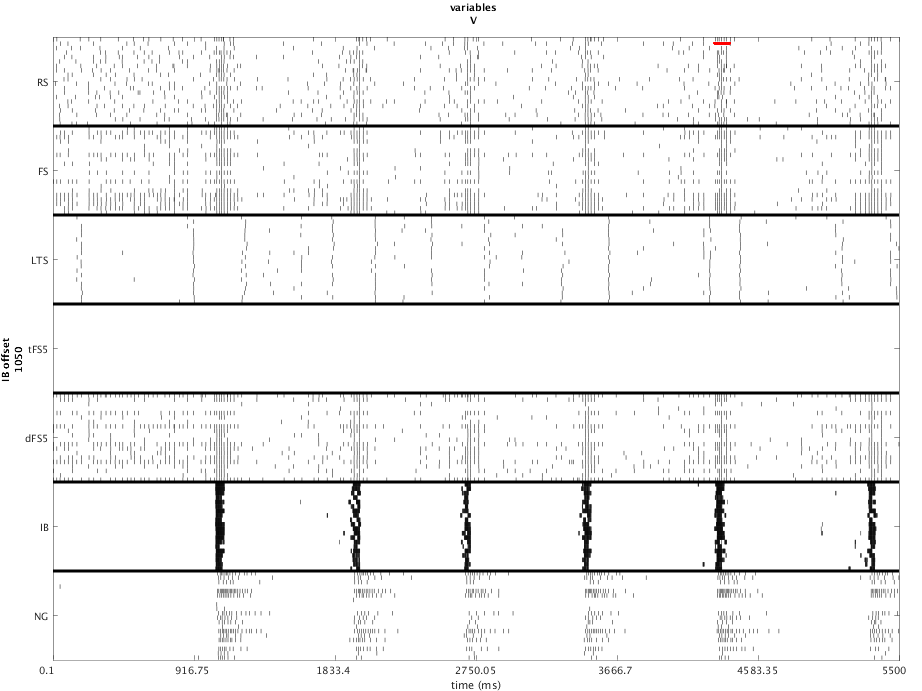 variables
V
RS
FS
LTS
tFS5
dFS5
IB
NG
IB offset
1050
0.1 916.75 1833.4 2750.05 3666.7 4583.35 5500
time (ms)